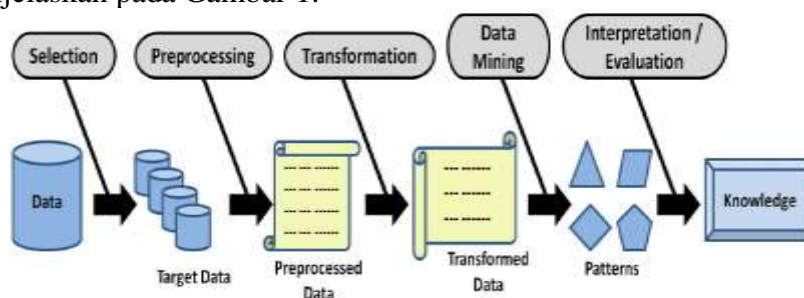 jelaskan pada Gambar 1.
Selection
Preprocessing
Transformation
Data
Mining
Interpretation /
Evaluation
Data
Target Data
Preprocessed
Data
Transformed
Data
Patterns
Knowledge